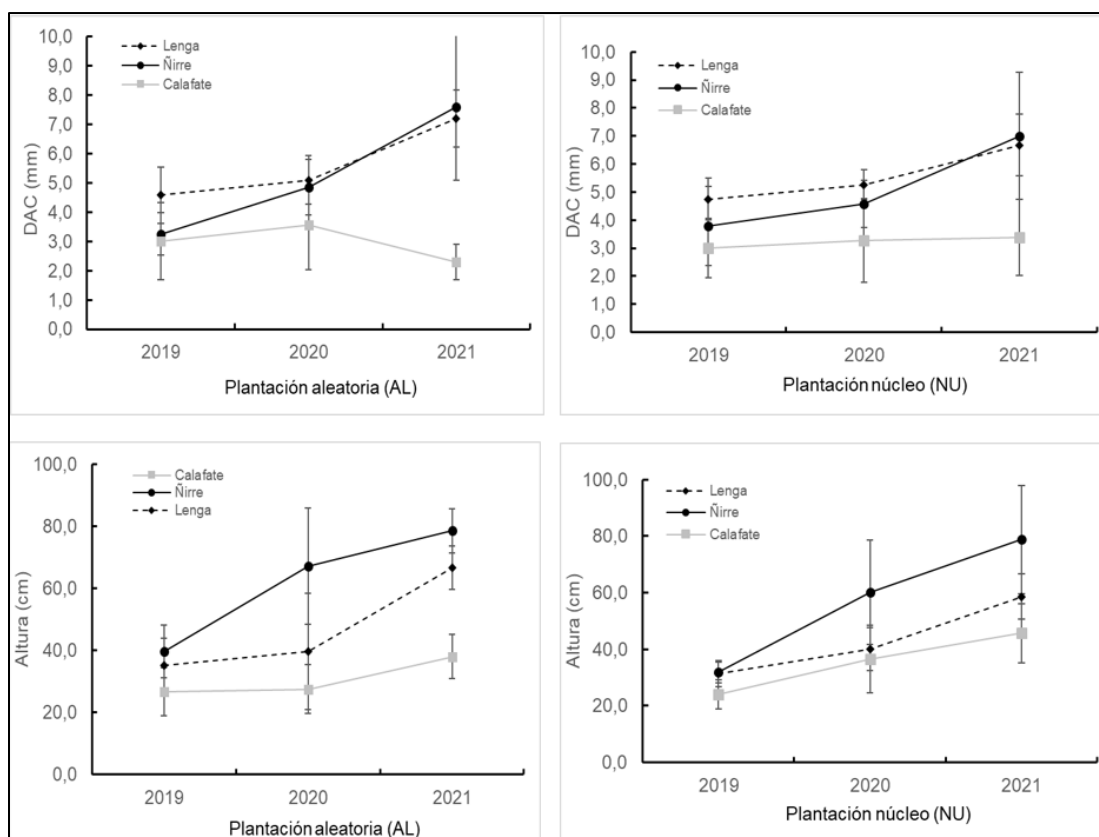 10,0
9,0
8,0
7,0
6,0
5,0
4,0
3,0
2,0
1,0
0,0
DAC (mm)
Lenga
Ñirre
Calafate
2019 2020 2021
Plantación aleatoria (AL)
10,0
9,0
8,0
7,0
6,0
5,0
4,0
3,0
2,0
1,0
0,0
DAC (mm)
Lenga
Ñirre
Calafate
2019 2020 2021
Plantación núcleo (NU)
100,0
80,0
60,0
40,0
20,0
0,0
Altura (cm)
Calafate
Ñirre
Lenga
2019 2020 2021
Plantación aleatoria (AL)
100,0
80,0
60,0
40,0
20,0
0,0
Altura (cm)
Lenga
Ñirre
Calafate
2019 2020 2021
Plantación núcleo (NU)